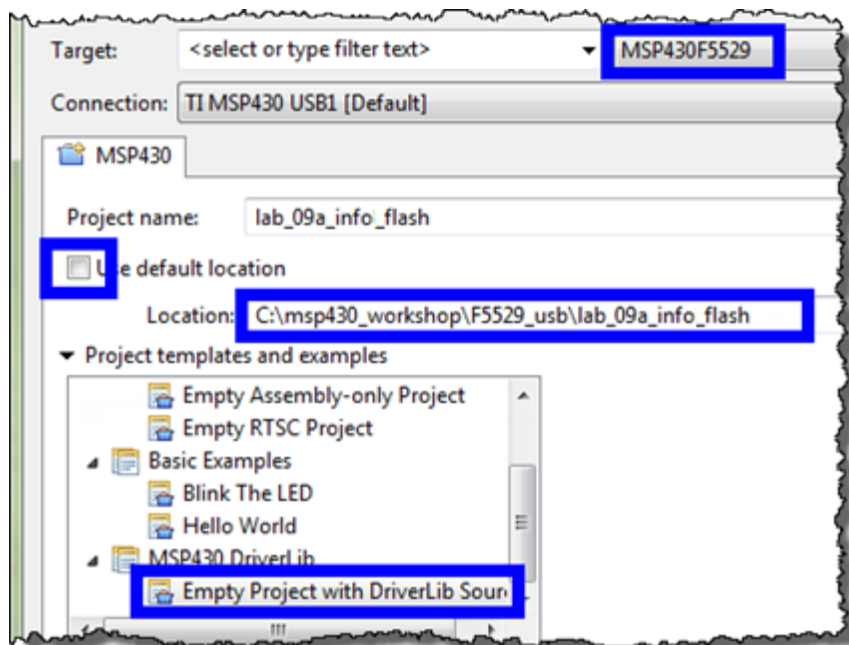 Target: <select or type filter text> MSP430F5529
Connection: TI MSP430 USB1 [Default]
MSP430
Project name: lab_09a_info_flash
Use default location
Location: C:\msp430_workshop\F5529_usb\lab_09a_info_flash
Project templates and examples
Empty Assembly-only Project
Empty RTSC Project
Basic Examples
Blink The LED
Hello World
MSP430 DriverLib
Empty Project with DriverLib Sour